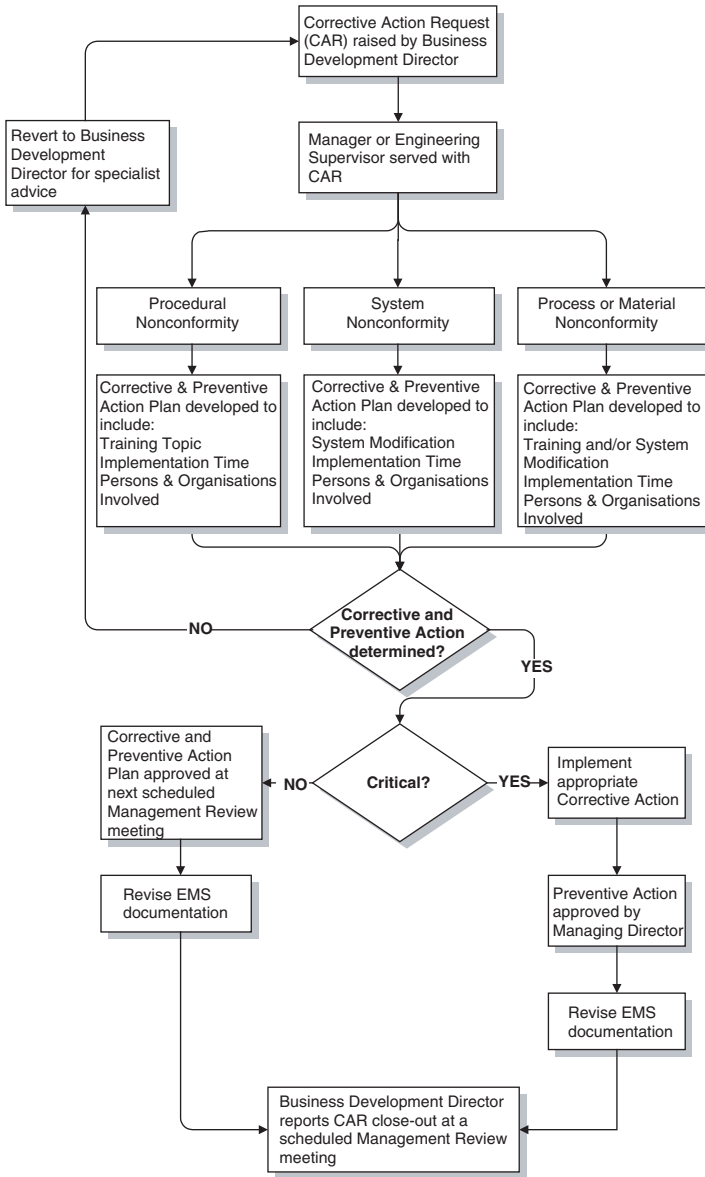 Corrective Action Request
(CAR) raised by Business
Development Director
Revert to Business
Development
Director for specialist
advice
Manager or Engineering
Supervisor served with
CAR
Procedural
Nonconformity
System
Nonconformity
Process or Material
Nonconformity
Corrective & Preventive
Action Plan developed to
include:
Training Topic
Implementation Time
Persons & Organisations
Involved
Corrective & Preventive
Action Plan developed to
include:
System Modification
Implementation Time
Persons & Organisations
Involved
Corrective & Preventive
Action Plan developed to
include:
Training and/or System
Modification
Implementation Time
Persons & Organisations
Involved
Corrective and
Preventive Action
determined?
NO
YES
Corrective and
Preventive Action
Plan approved at
next scheduled
Management Review
meeting
NO
Critical?
YES
Implement
appropriate
Corrective Action
Revise EMS
documentation
Preventive Action
approved by
Managing Director
Revise EMS
documentation
Business Development Director
reports CAR close-out at a
scheduled Management Review
meeting